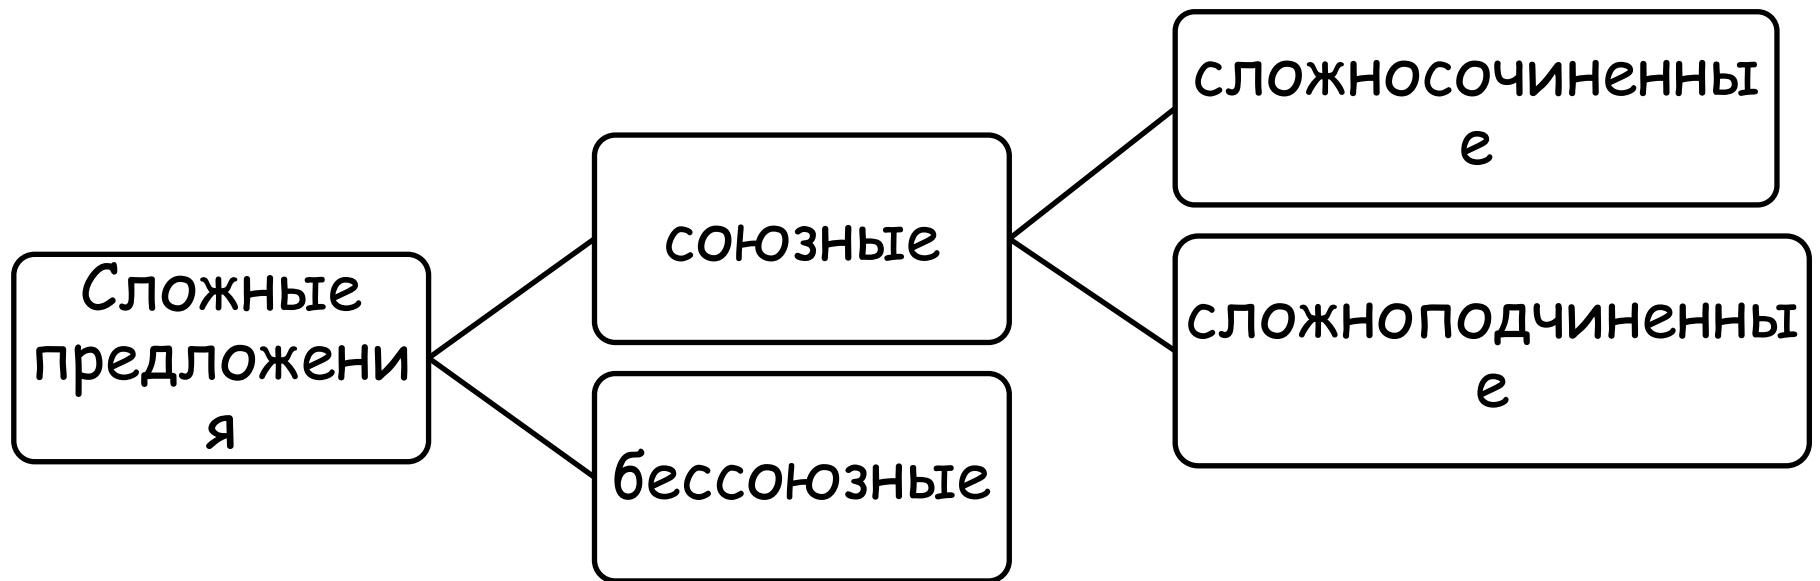 Сложные
предложени
я
союзные
бессоюзные
сложносочиненны
е
сложноподчиненны
е